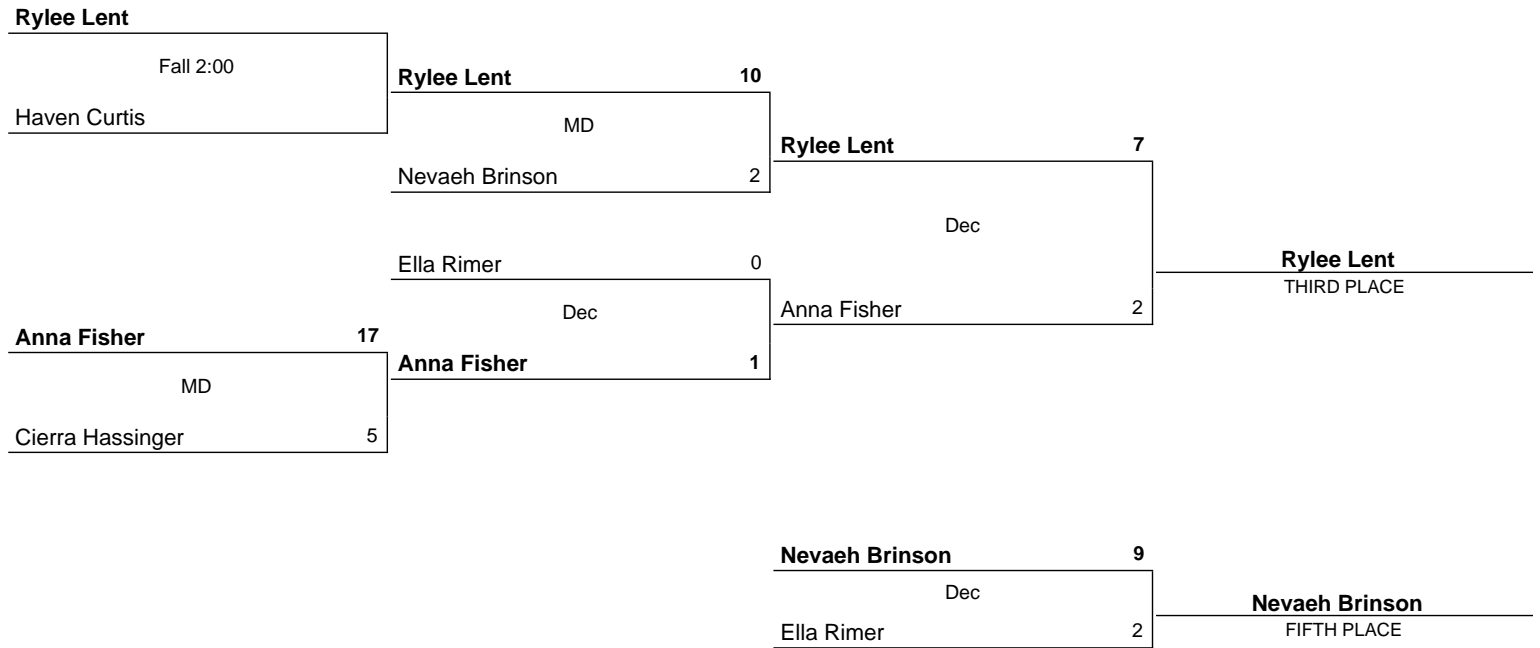 Rylee Lent
Fall 2:00
Haven Curtis
Rylee Lent 10
MD
Nevaeh Brinson 2
Ella Rimer 0
Dec
Anna Fisher 1
Anna Fisher 17
MD
Cierra Hassinger 5
Rylee Lent 7
Dec
Anna Fisher 2
Rylee Lent
THIRD PLACE
Nevaeh Brinson 9
Dec
Ella Rimer 2
Nevaeh Brinson
FIFTH PLACE